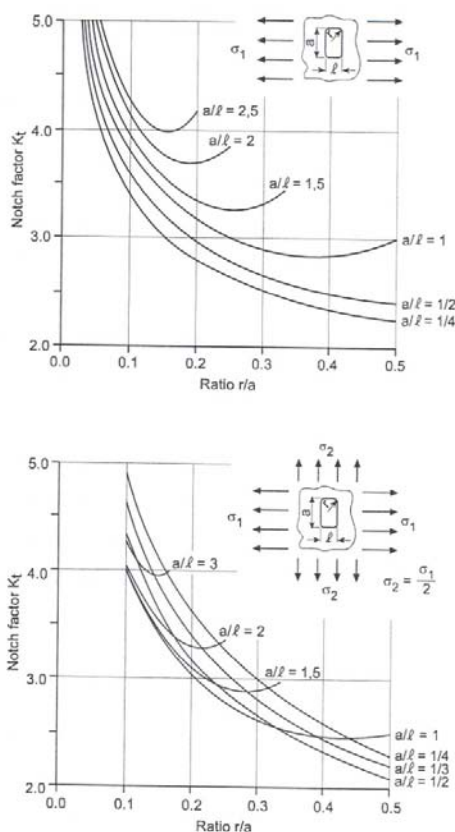 5.0
4.0
3.0
2.0
Notch factor Kt
σ1
σ1
a
r
ℓ
a/ℓ = 2,5
a/ℓ = 2
a/ℓ = 1,5
a/ℓ = 1
a/ℓ = 1/2
a/ℓ = 1/4
0.0 0.1 0.2 0.3 0.4 0.5
Ratio r/a
5.0
4.0
3.0
2.0
Notch factor Kt
σ2
σ1
σ1
a
r
ℓ
σ2
σ2 = σ1/2
a/ℓ = 3
a/ℓ = 2
a/ℓ = 1,5
a/ℓ = 1
a/ℓ = 1/4
a/ℓ = 1/3
a/ℓ = 1/2
0.0 0.1 0.2 0.3 0.4 0.5
Ratio r/a